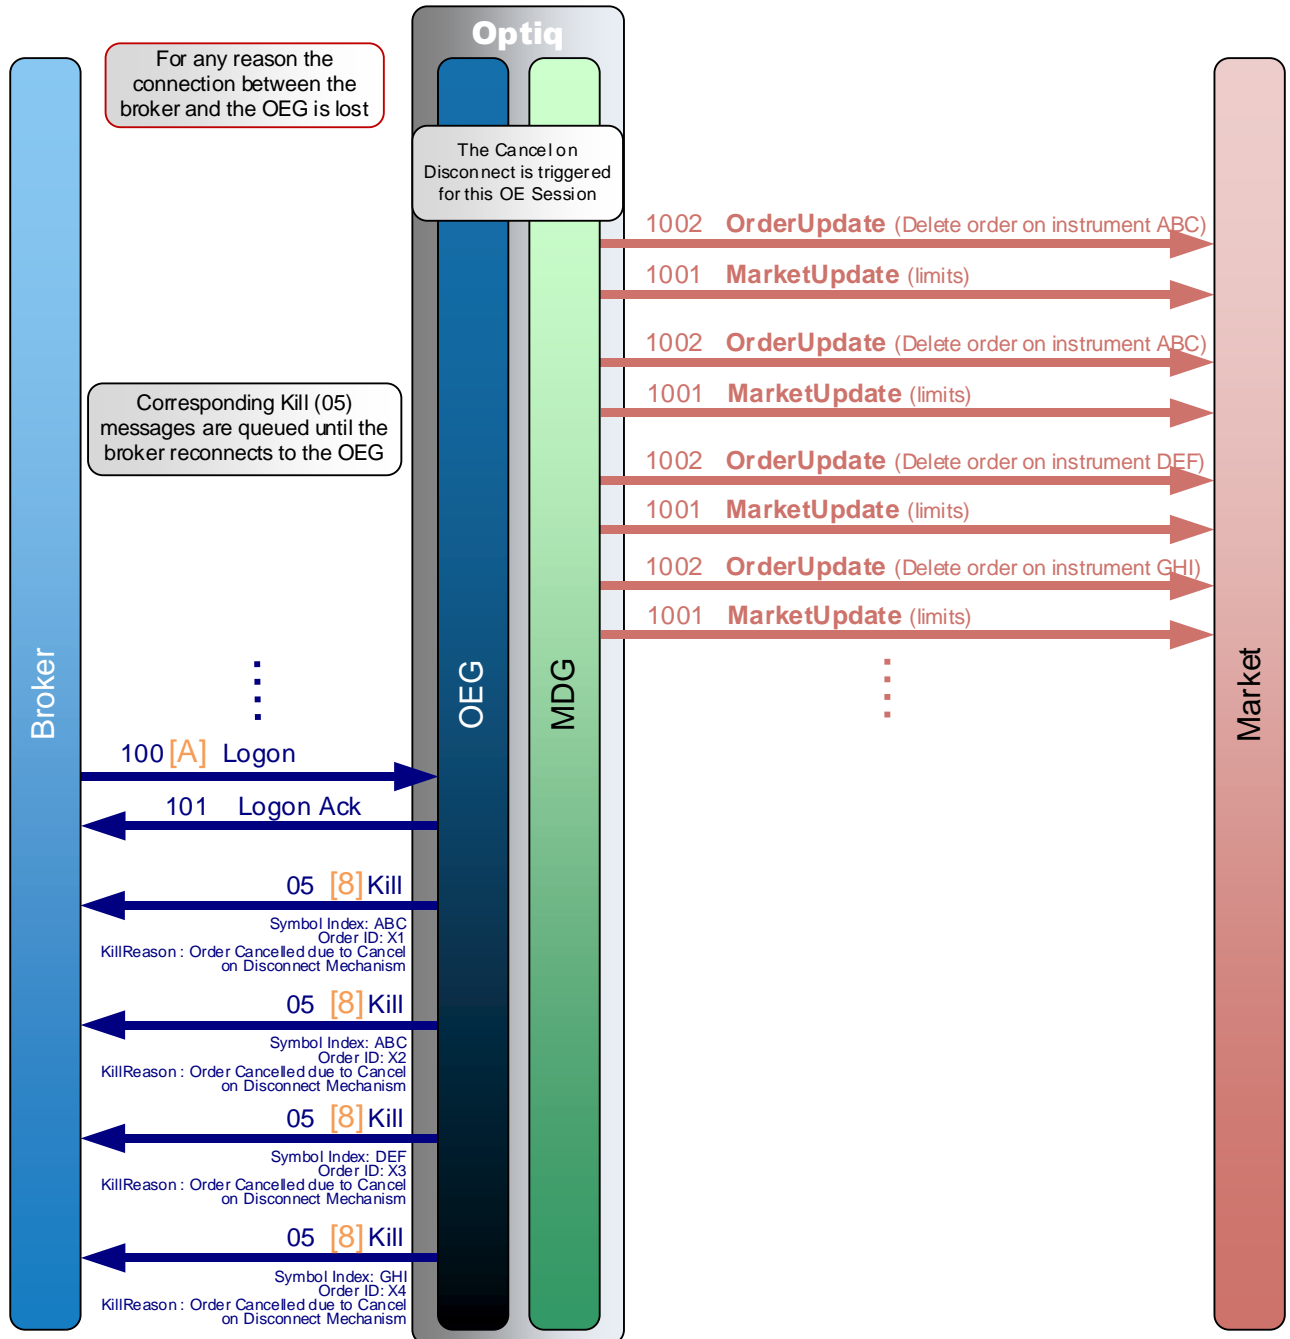 Optiq
For any reason the
connection between the
broker and the OEG is lost
The Cancel on
Disconnect is triggered
for this OE Session
1002 OrderUpdate (Delete order on instrument ABC)
1001 MarketUpdate (limits)
1002 OrderUpdate (Delete order on instrument ABC)
1001 MarketUpdate (limits)
Corresponding Kill (05)
messages are queued until the
broker reconnects to the OEG
1002 OrderUpdate (Delete order on instrument DEF)
1001 MarketUpdate (limits)
1002 OrderUpdate (Delete order on instrument GHI)
1001 MarketUpdate (limits)
Broker
OEG
MDG
Market
100 [A] Logon
101 Logon Ack
05 [8] Kill
Symbol Index: ABC
Order ID: X1
KillReason : Order Cancelled due to Cancel
on Disconnect Mechanism
05 [8] Kill
Symbol Index: ABC
Order ID: X2
KillReason : Order Cancelled due to Cancel
on Disconnect Mechanism
05 [8] Kill
Symbol Index: DEF
Order ID: X3
KillReason : Order Cancelled due to Cancel
on Disconnect Mechanism
05 [8] Kill
Symbol Index: GHI
Order ID: X4
KillReason : Order Cancelled due to Cancel
on Disconnect Mechanism